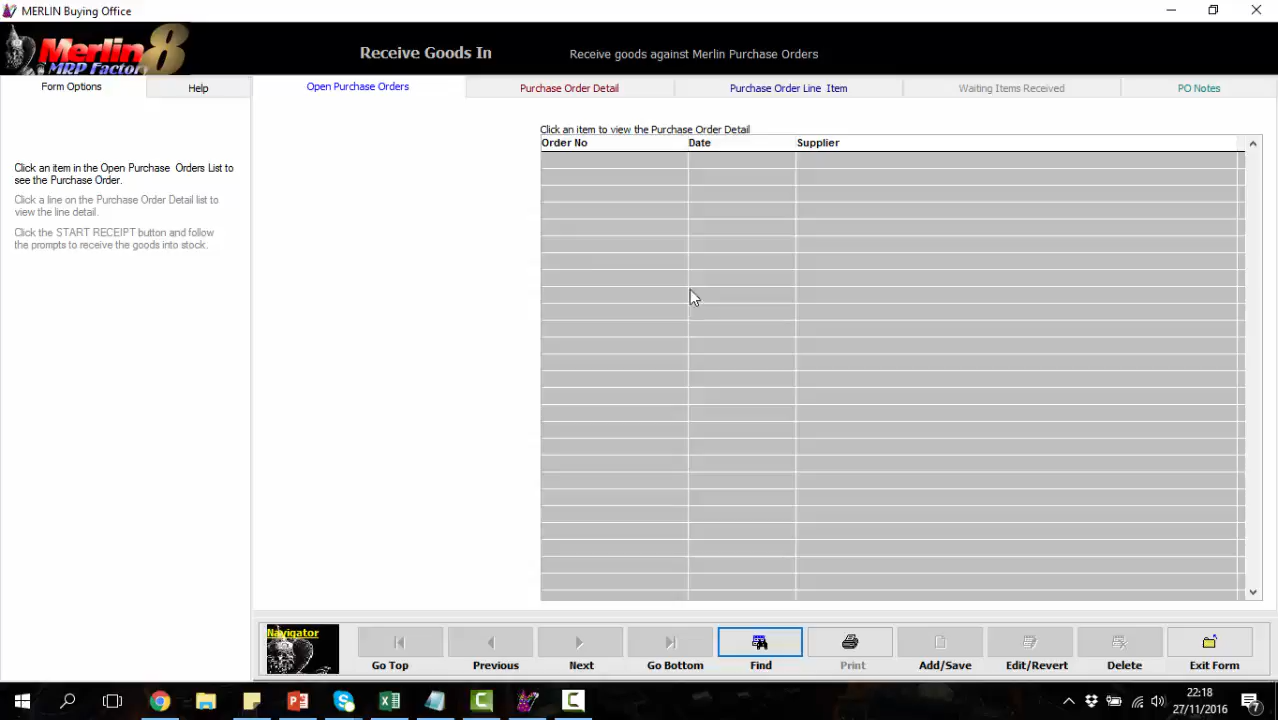 MERLIN Buying Office
Merlin 8
MRP Factory
Receive Goods In
Receive goods against Merlin Purchase Orders
Form Options
Help
Open Purchase Orders
Purchase Order Detail
Purchase Order Line Item
Waiting Items Received
PO Notes
Click an item in the Open Purchase Orders List to
see the Purchase Order.
Click a line on the Purchase Order Detail list to
view the line detail.
Click the START RECEIPT button and follow
the prompts to receive the goods into stock.
Click an item to view the Purchase Order Detail
Order No
Date
Supplier
Navigator
Go Top
Previous
Next
Go Bottom
Find
Print
Add/Save
Edit/Revert
Delete
Exit Form
22:18
27/11/2016
7